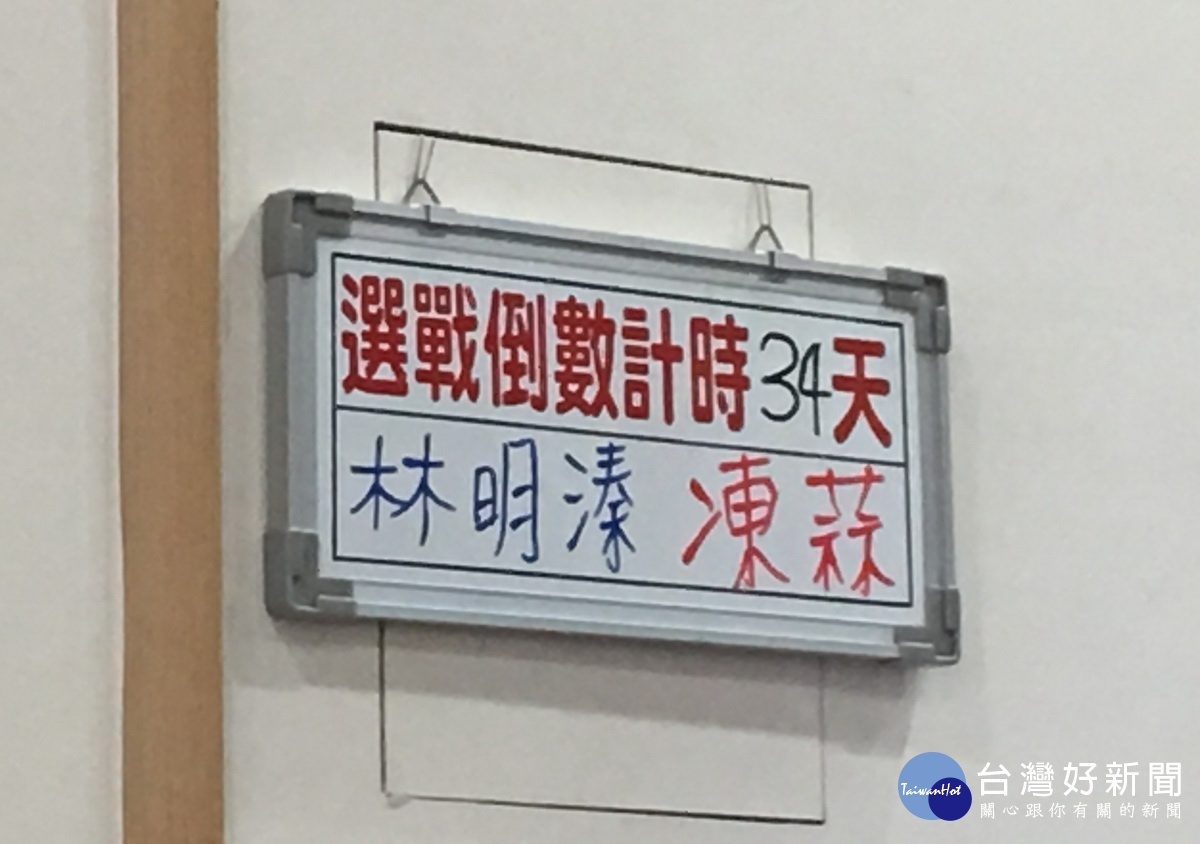 選戰倒數計時34天
林明溱 凍蒜
TaiwanHot
台灣好新聞
關心跟你有關的新聞